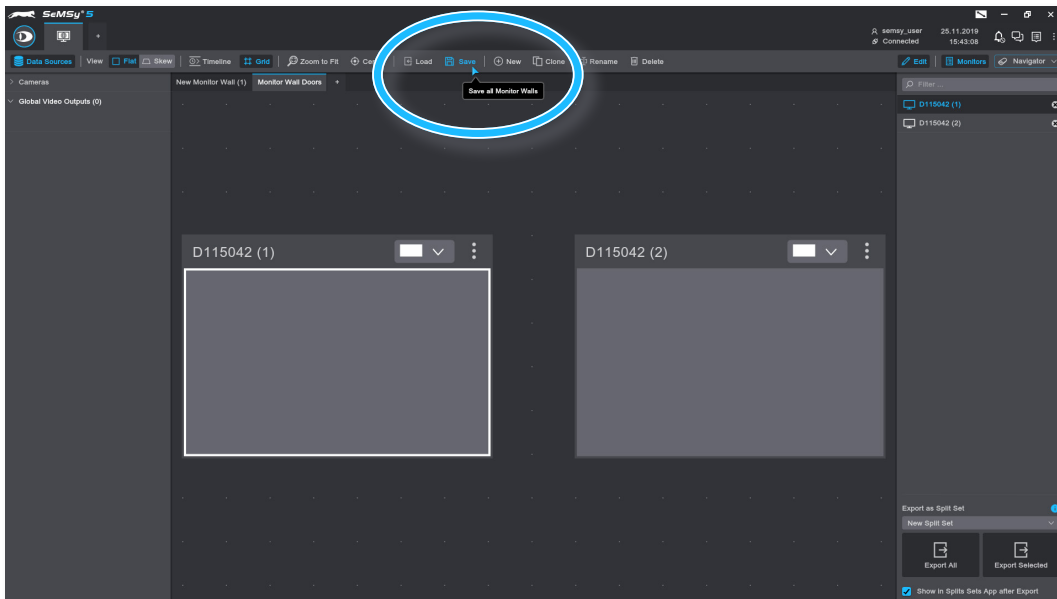 SeMSy® 5
+
semsy_user 25.11.2019
Connected 15:43:08
Data Sources View Flat Skew Timeline Grid Zoom to Fit Load Save New Clone Rename Delete Edit Monitors Navigator
Cameras
New Monitor Wall (1) Monitor Wall Doors +
Save all Monitor Walls
Filter ...
Global Video Outputs (0)
D115042 (1)
D115042 (2)
D115042 (1)
D115042 (2)
Export as Split Set
New Split Set
Export All Export Selected
Show in Splits Sets App after Export